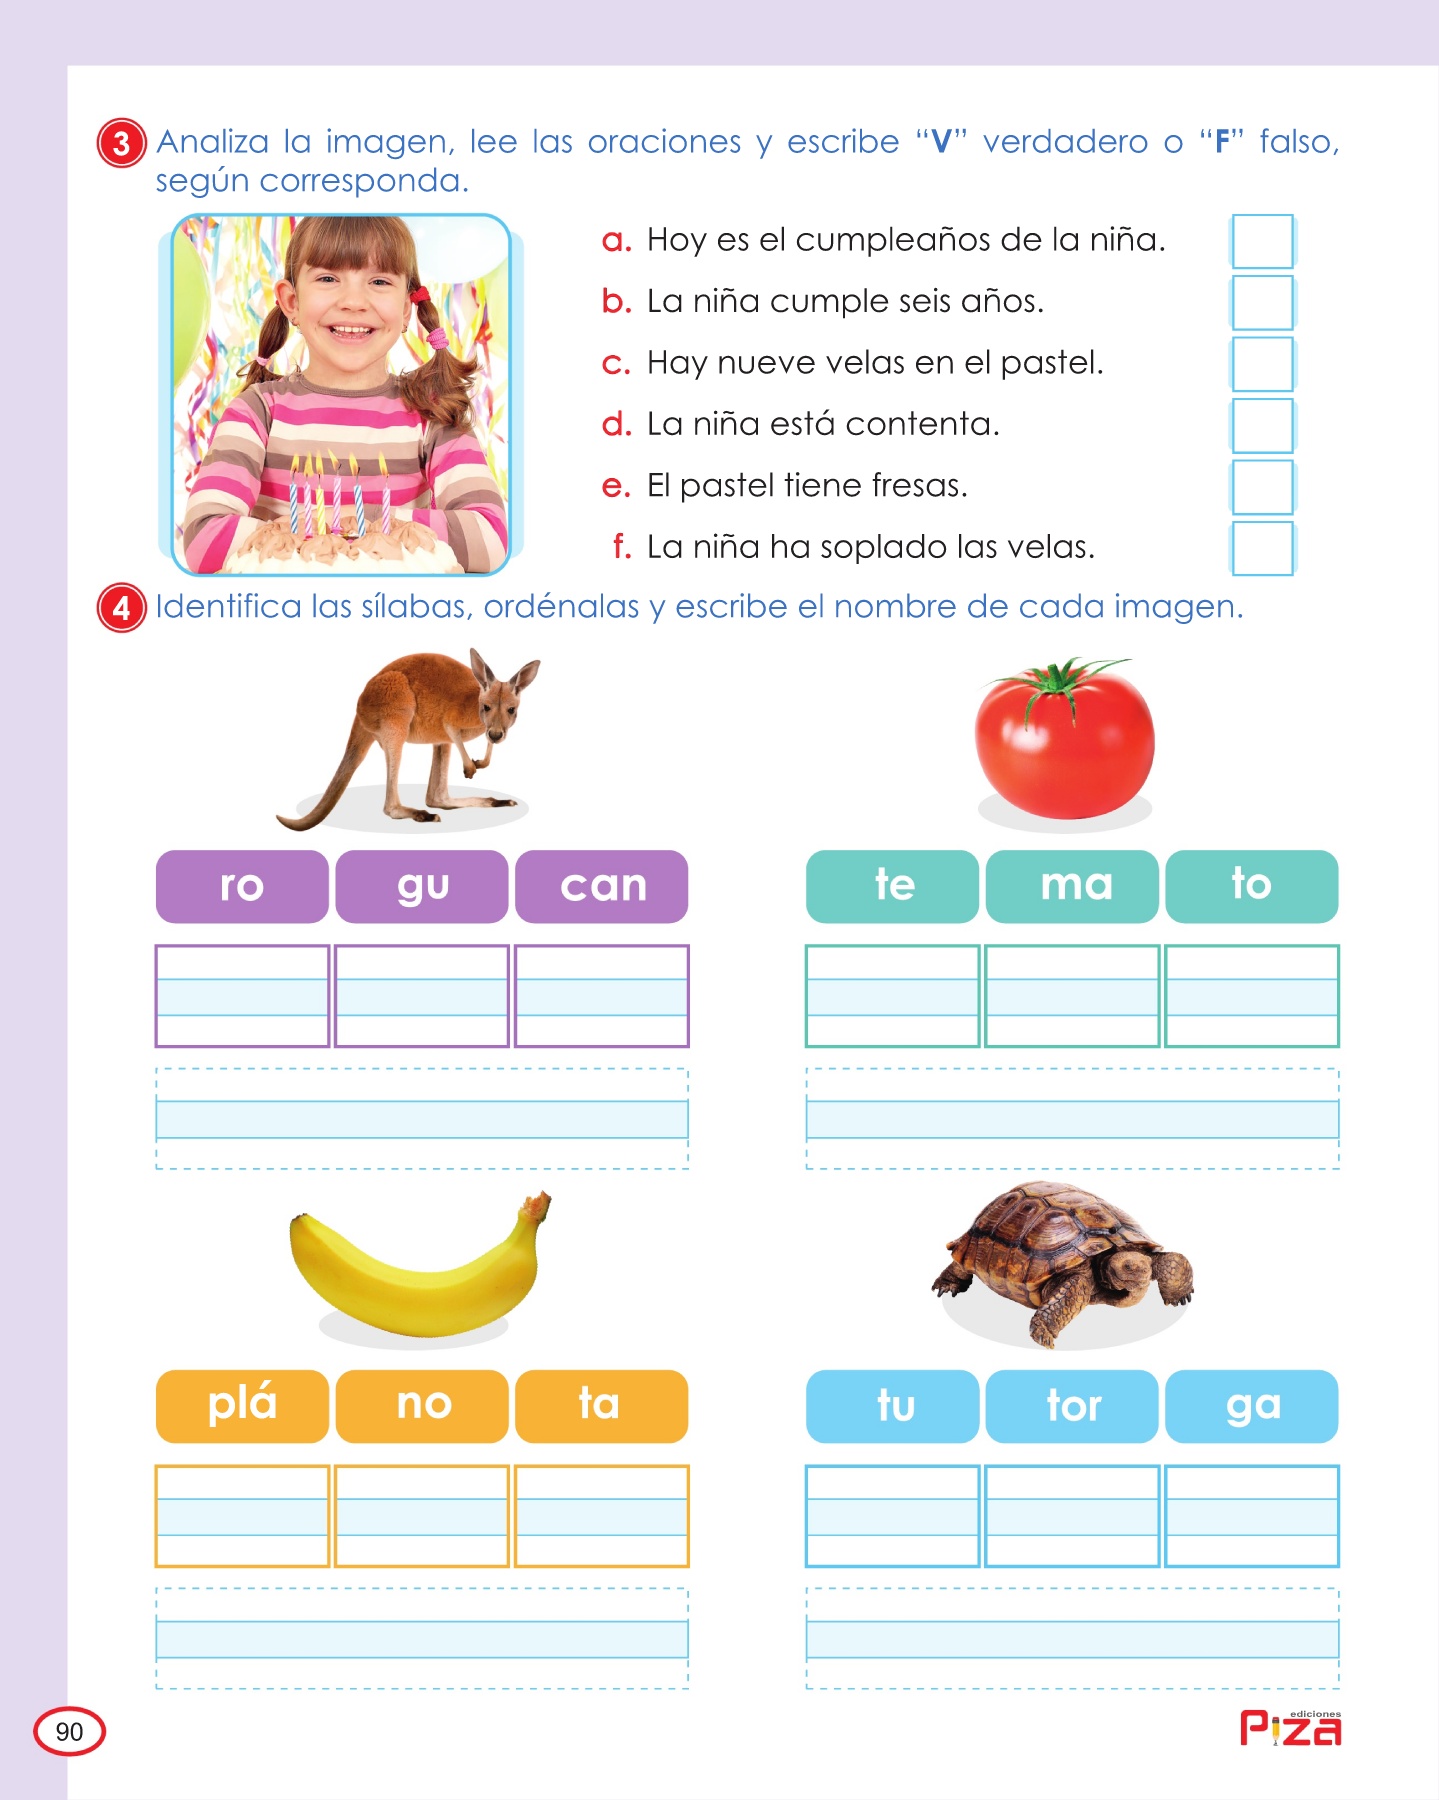 3 Analiza la imagen, lee las oraciones y escribe “V” verdadero o “F” falso,
según corresponda.
a. Hoy es el cumpleaños de la niña.
b. La niña cumple seis años.
c. Hay nueve velas en el pastel.
d. La niña está contenta.
e. El pastel tiene fresas.
f. La niña ha soplado las velas.
4 Identifica las sílabas, ordénalas y escribe el nombre de cada imagen.
ro gu can
te ma to
plá no ta
tu tor ga
90
ediciones
Piza